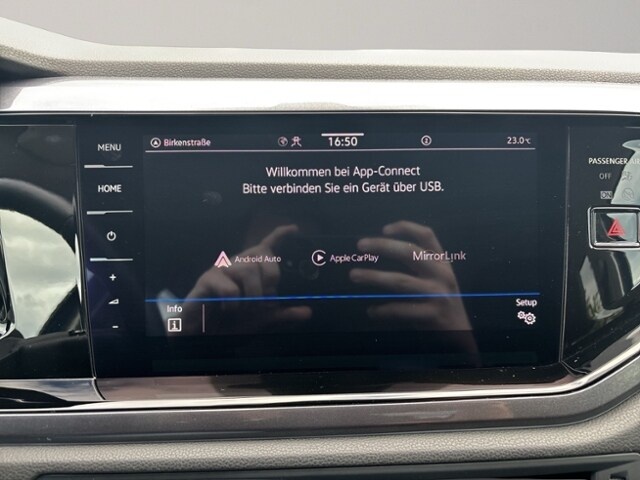 MENU
HOME
Birkenstraße
16:50
23.0°C
Willkommen bei App-Connect
Bitte verbinden Sie ein Gerät über USB.
Android Auto
Apple CarPlay
MirrorLink
Info
Setup
PASSENGER
OFF
ON